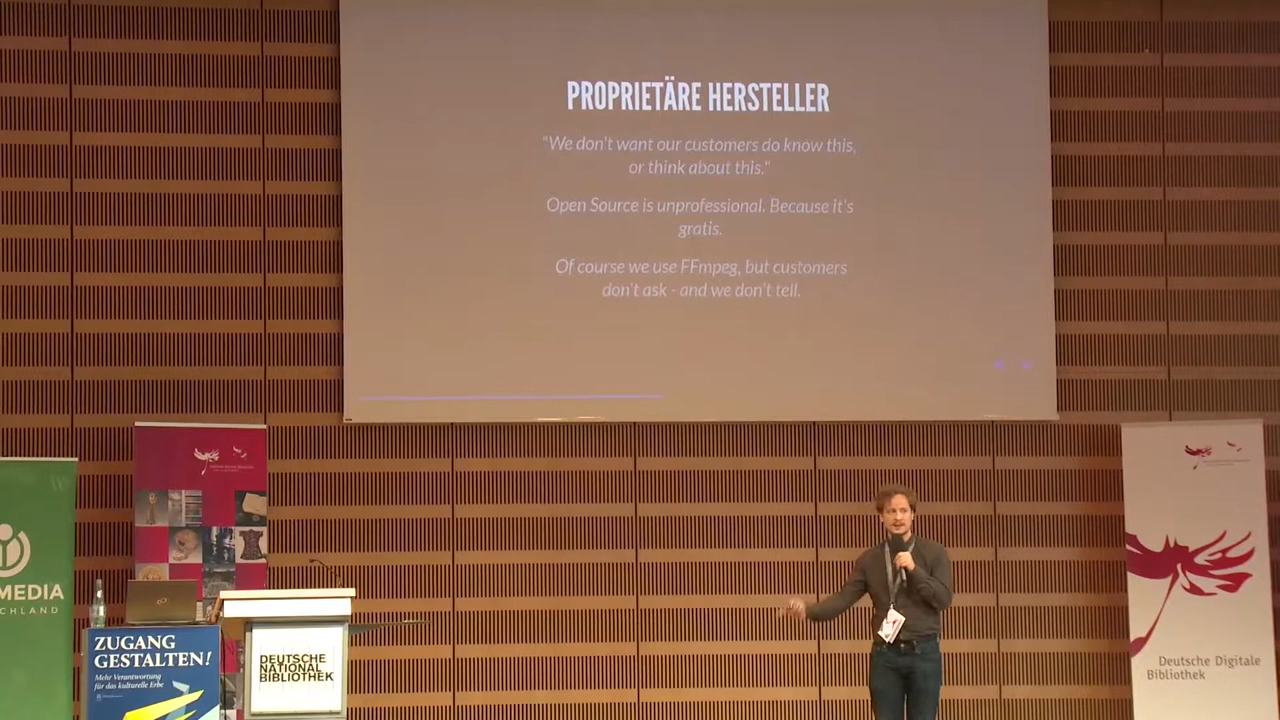 PROPRIETÄRE HERSTELLER
"We don't want our customers do know this,
or think about this."
Open Source is unprofessional. Because it's
gratis.
Of course we use FFmpeg, but customers
don't ask - and we don't tell.
MEDIA
CHLAND
ZUGANG
GESTALTEN!
Mehr Verantwortung
für das kulturelle Erbe
DEUTSCHE
NATIONAL
BIBLIOTHEK
Deutsche Digitale
Bibliothek